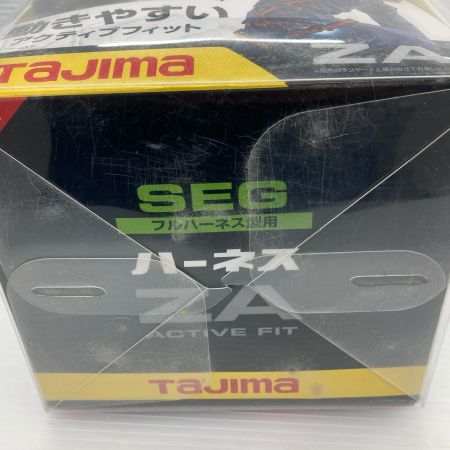 動きやすい
アクティブフィット
TAJIMA
ZA
SEG
フルハーネス型用
ハーネス
ZA
ACTIVE FIT
TAJIMA